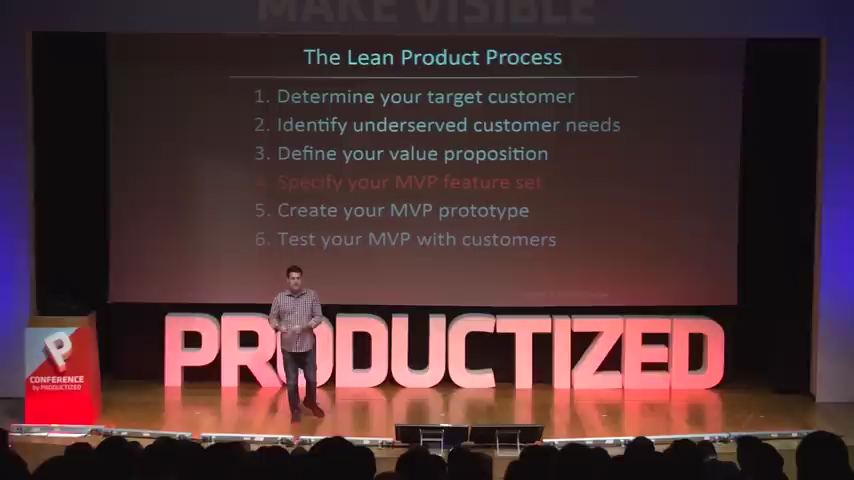 MAKE VISIBLE
The Lean Product Process
1. Determine your target customer
2. Identify underserved customer needs
3. Define your value proposition
4. Specify your MVP feature set
5. Create your MVP prototype
6. Test your MVP with customers
PRODUCTIZED
P
CONFERENCE
by PRODUCTIZED